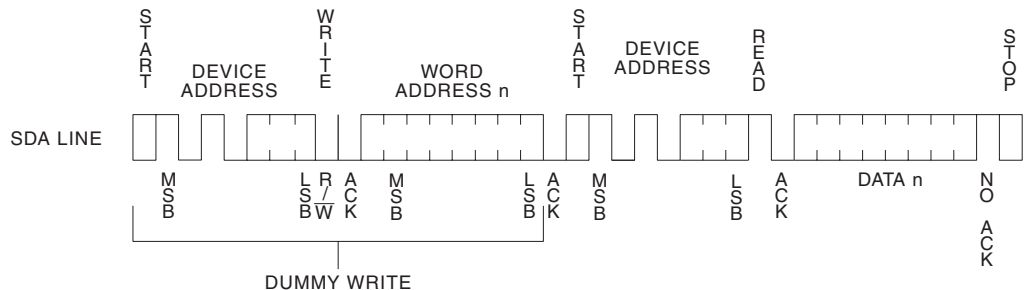 START
DEVICE
ADDRESS
WRITE
WORD
ADDRESS n
START
DEVICE
ADDRESS
READ
STOP
SDA LINE
MSB
LSB
R/W
ACK
MSB
LSB
ACK
MSB
LSB
ACK
DATA n
NO ACK
DUMMY WRITE